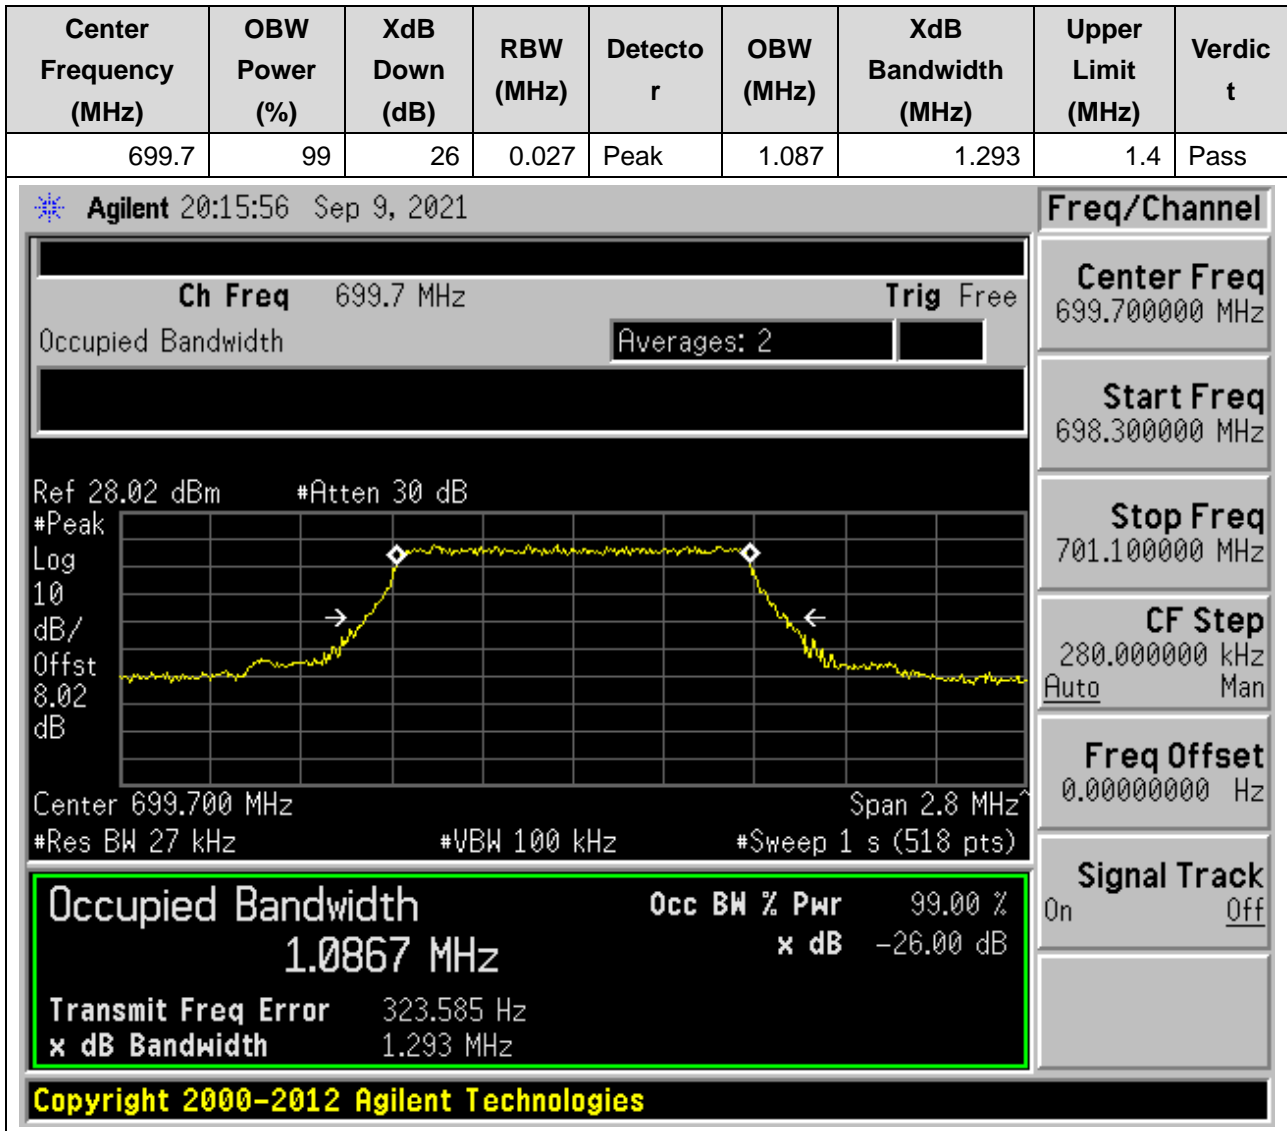 Center Frequency (MHz) OBW Power (%) XdB Down (dB) RBW (MHz) Detecto r OBW (MHz) XdB Bandwidth (MHz) Upper Limit (MHz) Verdic t
699.7 99 26 0.027 Peak 1.087 1.293 1.4 Pass
Agilent 20:15:56 Sep 9, 2021
Freq/Channel
Ch Freq 699.7 MHz Trig Free
Occupied Bandwidth Averages: 2
Center Freq
699.700000 MHz
Start Freq
698.300000 MHz
Stop Freq
701.100000 MHz
CF Step
280.000000 kHz
Auto Man
Freq Offset
0.00000000 Hz
Signal Track
On Off
Ref 28.02 dBm #Atten 30 dB
#Peak
Log
10
dB/
Offst
8.02
dB
Center 699.700 MHz Span 2.8 MHz^
#Res BW 27 kHz #VBW 100 kHz #Sweep 1 s (518 pts)
Occupied Bandwidth Occ BW % Pwr 99.00 %
1.0867 MHz x dB -26.00 dB
Transmit Freq Error 323.585 Hz
x dB Bandwidth 1.293 MHz
Copyright 2000-2012 Agilent Technologies